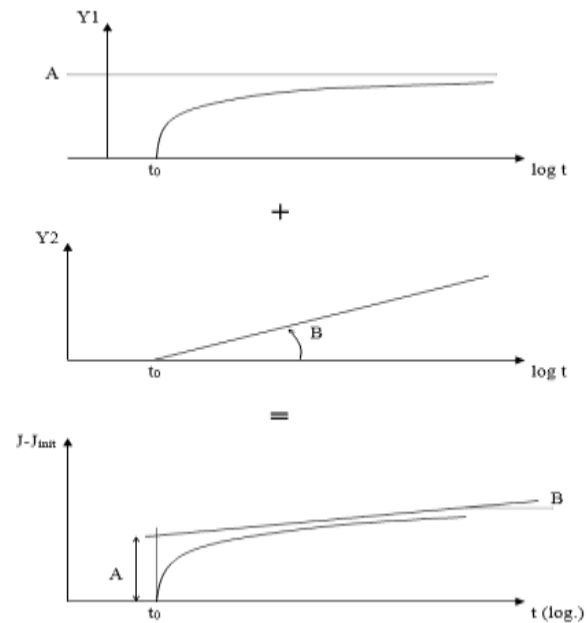 Y1
A
t₀
log t
+
Y2
B
t₀
log t
=
J-Jinit
B
A
t₀
t (log.)